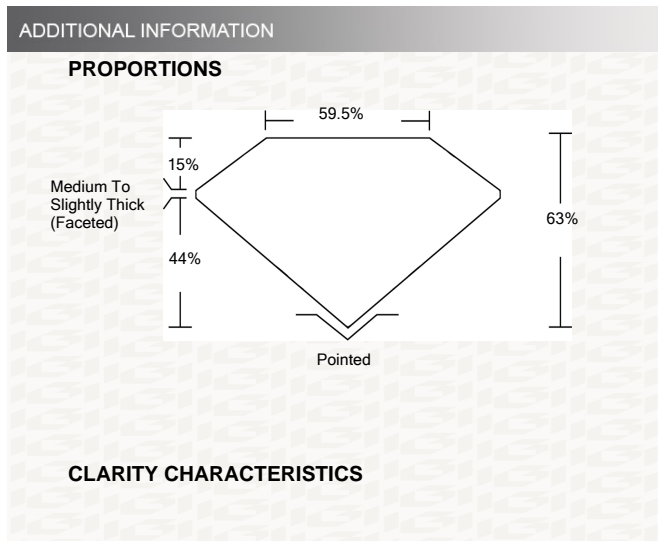 ADDITIONAL INFORMATION
PROPORTIONS
59.5%
15%
Medium To
Slightly Thick
(Faceted)
63%
44%
Pointed
CLARITY CHARACTERISTICS